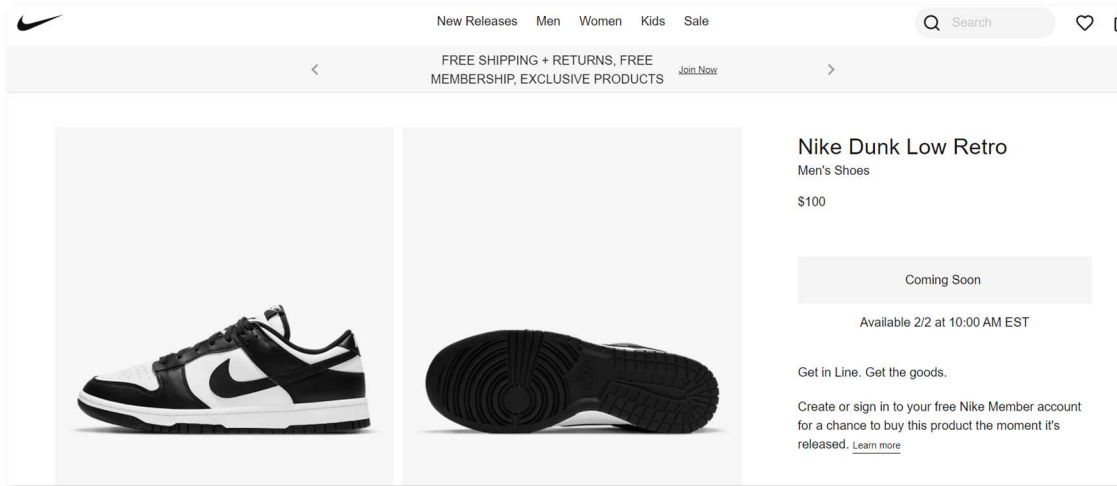 New Releases Men Women Kids Sale
Search
FREE SHIPPING + RETURNS, FREE
MEMBERSHIP, EXCLUSIVE PRODUCTS
Join Now
Nike Dunk Low Retro
Men's Shoes
$100
Coming Soon
Available 2/2 at 10:00 AM EST
Get in Line. Get the goods.
Create or sign in to your free Nike Member account
for a chance to buy this product the moment it's
released. Learn more